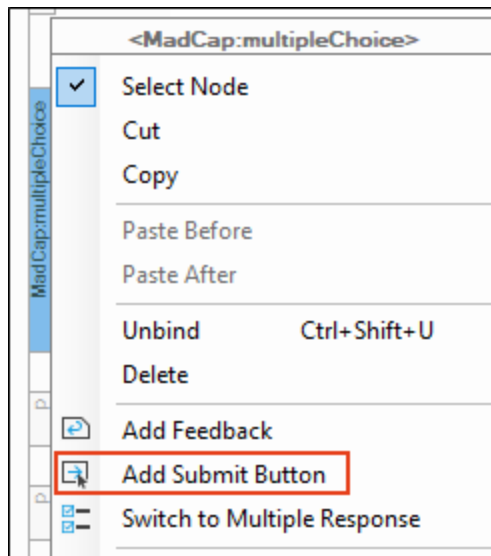 <MadCap:multipleChoice>
MadCap:multipleChoice
Select Node
Cut
Copy
Paste Before
Paste After
Unbind Ctrl+Shift+U
Delete
p
Add Feedback
Add Submit Button
p
Switch to Multiple Response